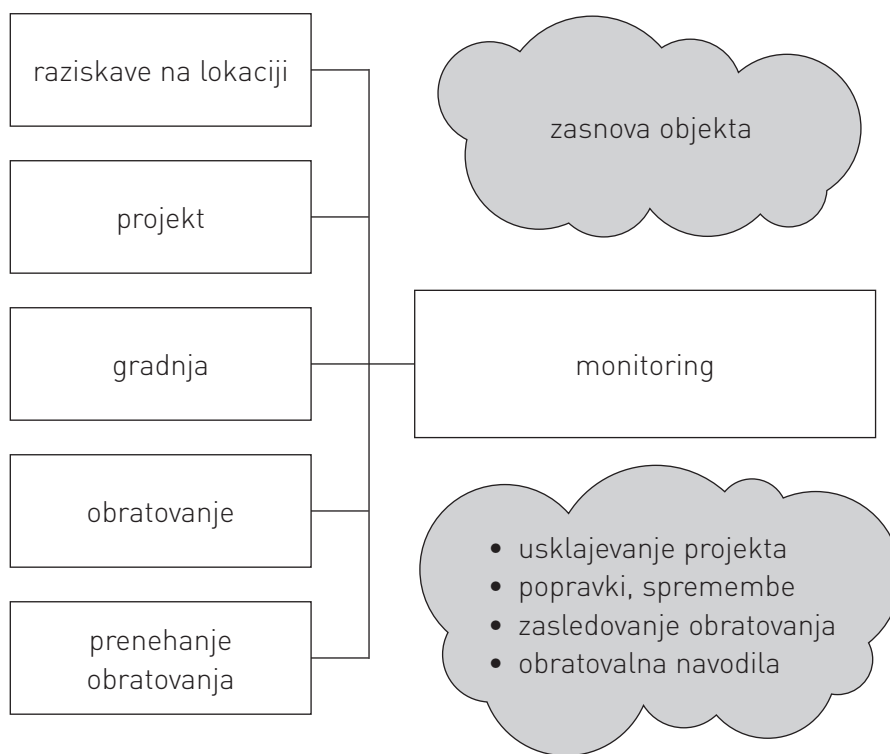 raziskave na lokaciji
projekt
gradnja
obratovanje
prenehanje
obratovanja
zasnova objekta
monitoring
• usklajevanje projekta
• popravki, spremembe
• zasledovanje obratovanja
• obratovalna navodila